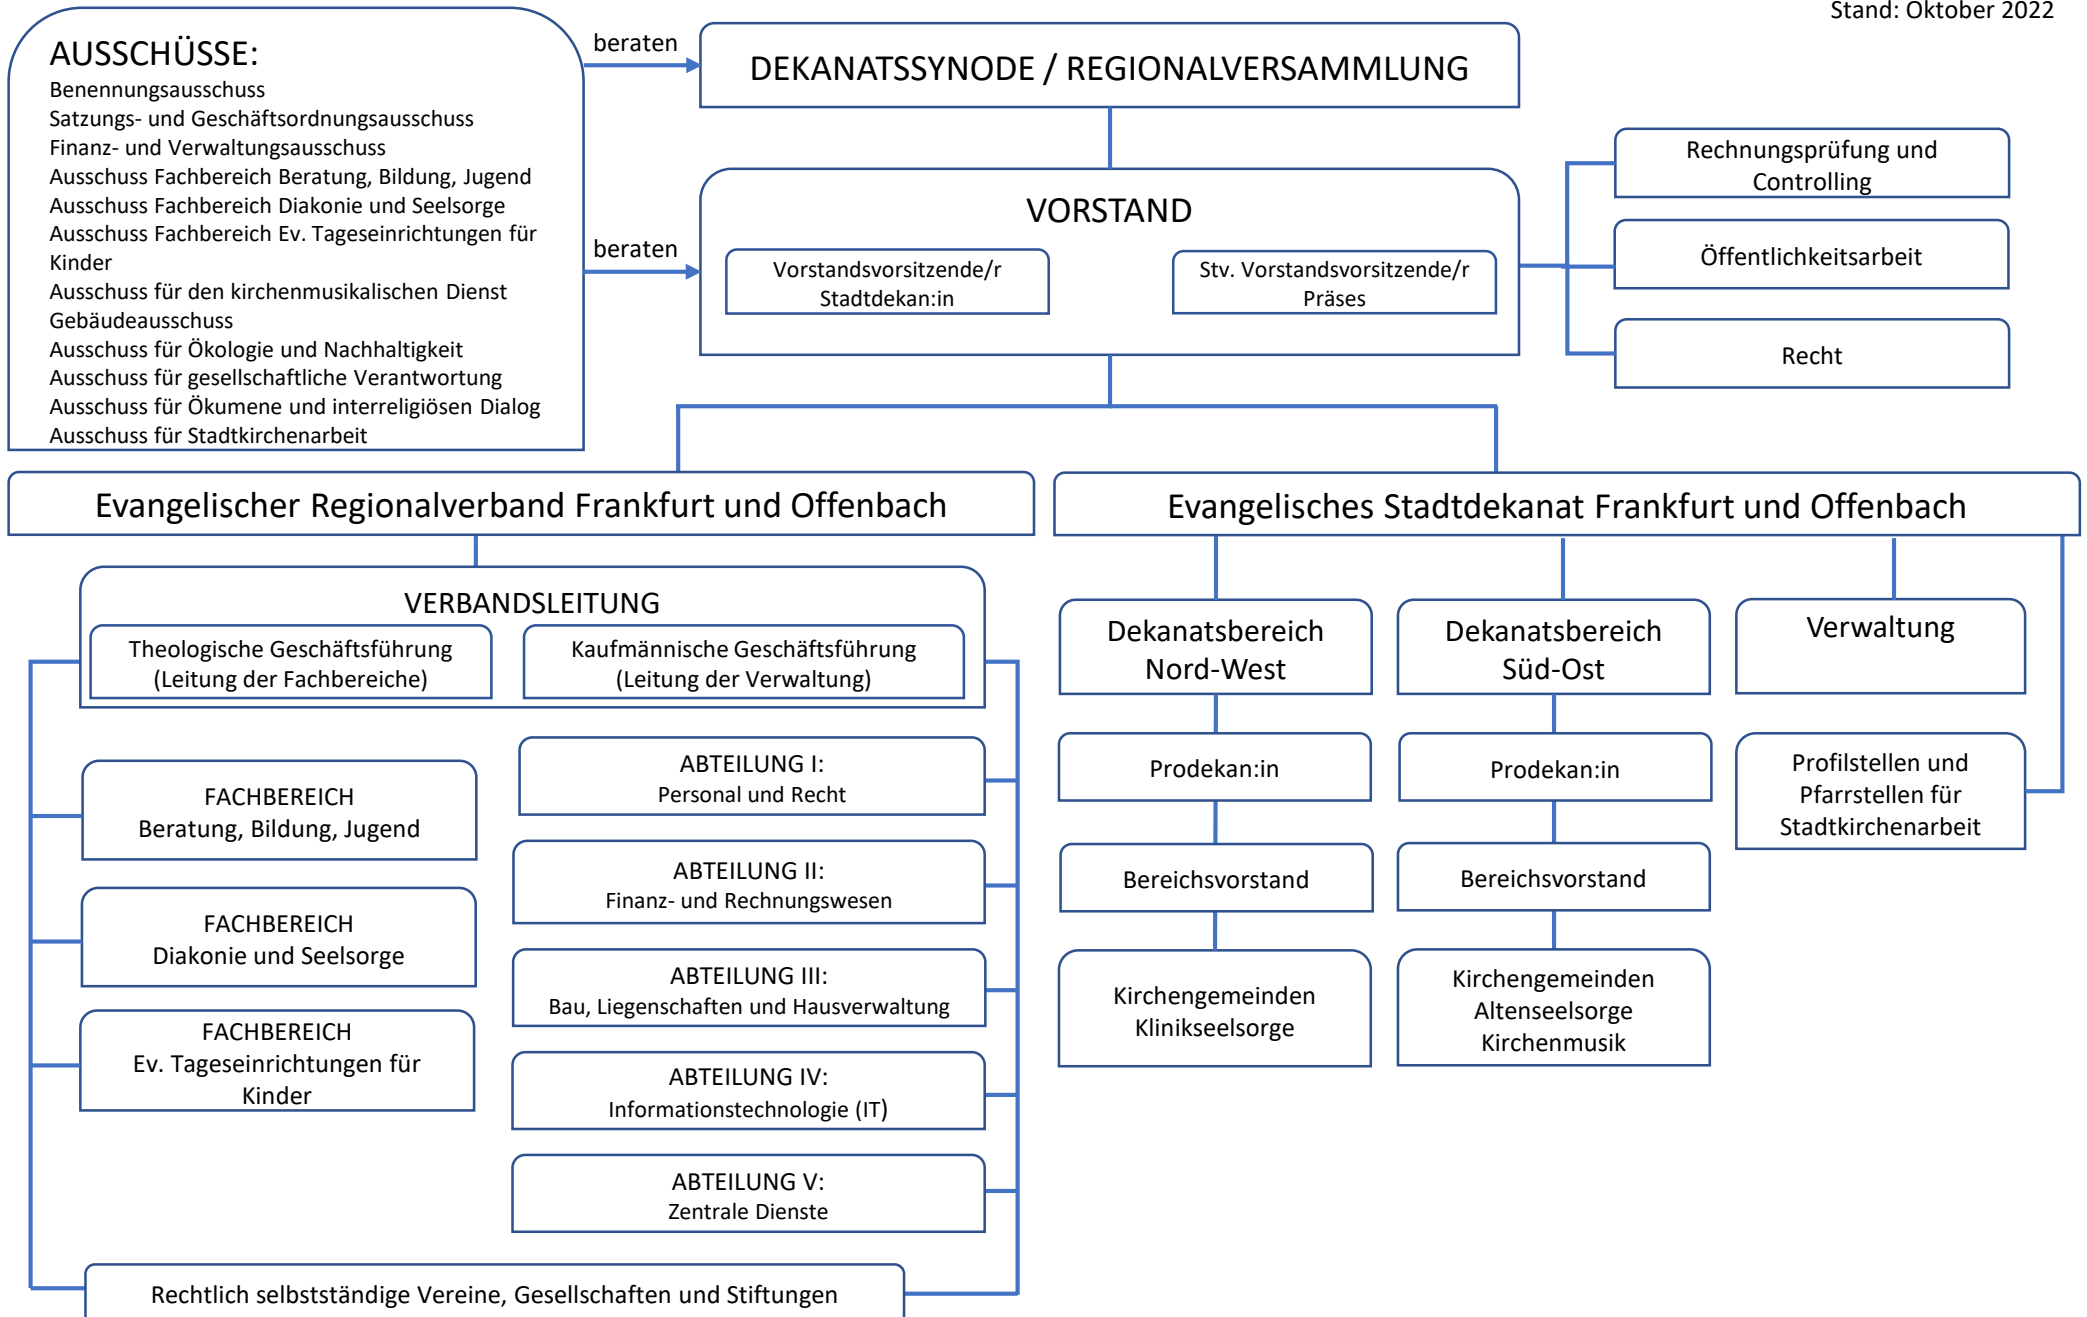 Stand: Oktober 2022
AUSSCHÜSSE:
Benennungsausschuss
Satzungs- und Geschäftsordnungsausschuss
Finanz- und Verwaltungsausschuss
Ausschuss Fachbereich Beratung, Bildung, Jugend
Ausschuss Fachbereich Diakonie und Seelsorge
Ausschuss Fachbereich Ev. Tageseinrichtungen für
Kinder
Ausschuss für den kirchenmusikalischen Dienst
Gebäudeausschuss
Ausschuss für Ökologie und Nachhaltigkeit
Ausschuss für gesellschaftliche Verantwortung
Ausschuss für Ökumene und interreligiösen Dialog
Ausschuss für Stadtkirchenarbeit
beraten
DEKANATSSYNODE / REGIONALVERSAMMLUNG
beraten
VORSTAND
Vorstandsvorsitzende/r
Stadtdekan:in
Stv. Vorstandsvorsitzende/r
Präses
Rechnungsprüfung und
Controlling
Öffentlichkeitsarbeit
Recht
Evangelischer Regionalverband Frankfurt und Offenbach
VERBANDSLEITUNG
Theologische Geschäftsführung
(Leitung der Fachbereiche)
Kaufmännische Geschäftsführung
(Leitung der Verwaltung)
FACHBEREICH
Beratung, Bildung, Jugend
FACHBEREICH
Diakonie und Seelsorge
FACHBEREICH
Ev. Tageseinrichtungen für
Kinder
ABTEILUNG I:
Personal und Recht
ABTEILUNG II:
Finanz- und Rechnungswesen
ABTEILUNG III:
Bau, Liegenschaften und Hausverwaltung
ABTEILUNG IV:
Informationstechnologie (IT)
ABTEILUNG V:
Zentrale Dienste
Rechtlich selbstständige Vereine, Gesellschaften und Stiftungen
Evangelisches Stadtdekanat Frankfurt und Offenbach
Dekanatsbereich
Nord-West
Prodekan:in
Bereichsvorstand
Kirchengemeinden
Klinikseelsorge
Dekanatsbereich
Süd-Ost
Prodekan:in
Bereichsvorstand
Kirchengemeinden
Altenseelsorge
Kirchenmusik
Verwaltung
Profilstellen und
Pfarrstellen für
Stadtkirchenarbeit